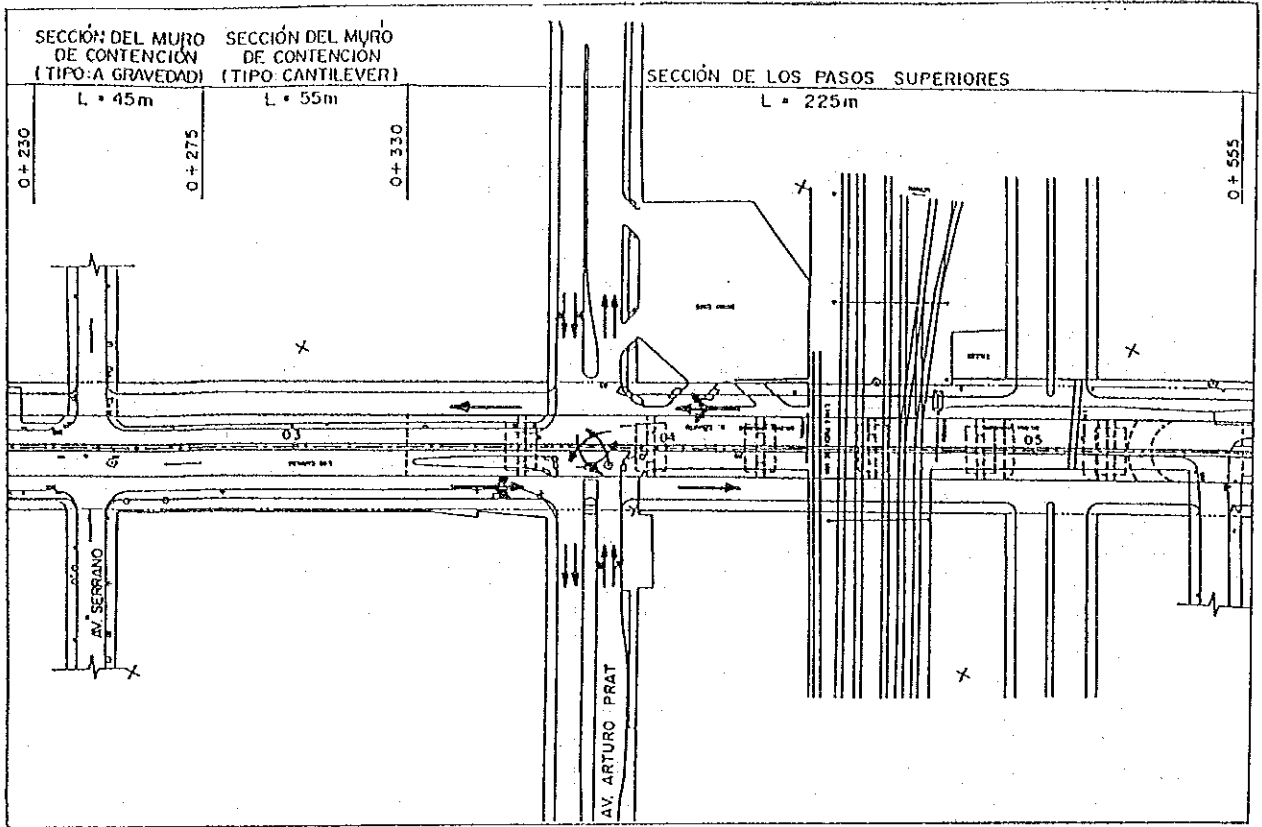 SECCIÓN DEL MURO
DE CONTENCIÓN
(TIPO:A GRAVEDAD)
L = 45m
SECCIÓN DEL MURO
DE CONTENCIÓN
(TIPO: CANTILEVER)
L = 55m
SECCIÓN DE LOS PASOS SUPERIORES
L = 225m
0+230
0+275
0+330
0+555
03
04
05
AV. SERRANO
AV. ARTURO PRAT